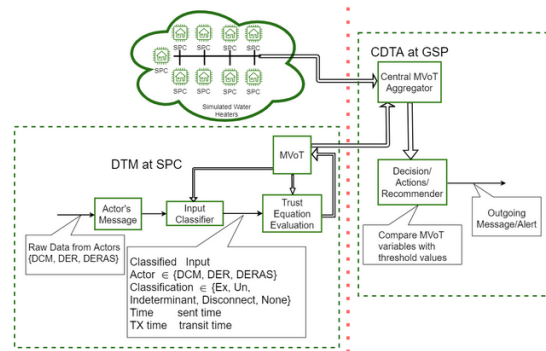 SPC SPC SPC SPC
SPC
SPC SPC SPC SPC
Simulated Water
Heaters
CDTA at GSP
Central MVoT
Aggregator
DTM at SPC
MVoT
Decision/
Actions/
Recommender
Actor's
Message
Input
Classifier
Trust
Equation
Evaluation
Raw Data from Actors
{DCM, DER, DERAS}
Compare MVoT
variables with
threshold values
Outgoing
Message/Alert
Classified Input
Actor ∈ {DCM, DER, DERAS}
Classification ∈ {Ex, Un,
Indeterminant, Disconnect, None}
Time sent time
TX time transit time